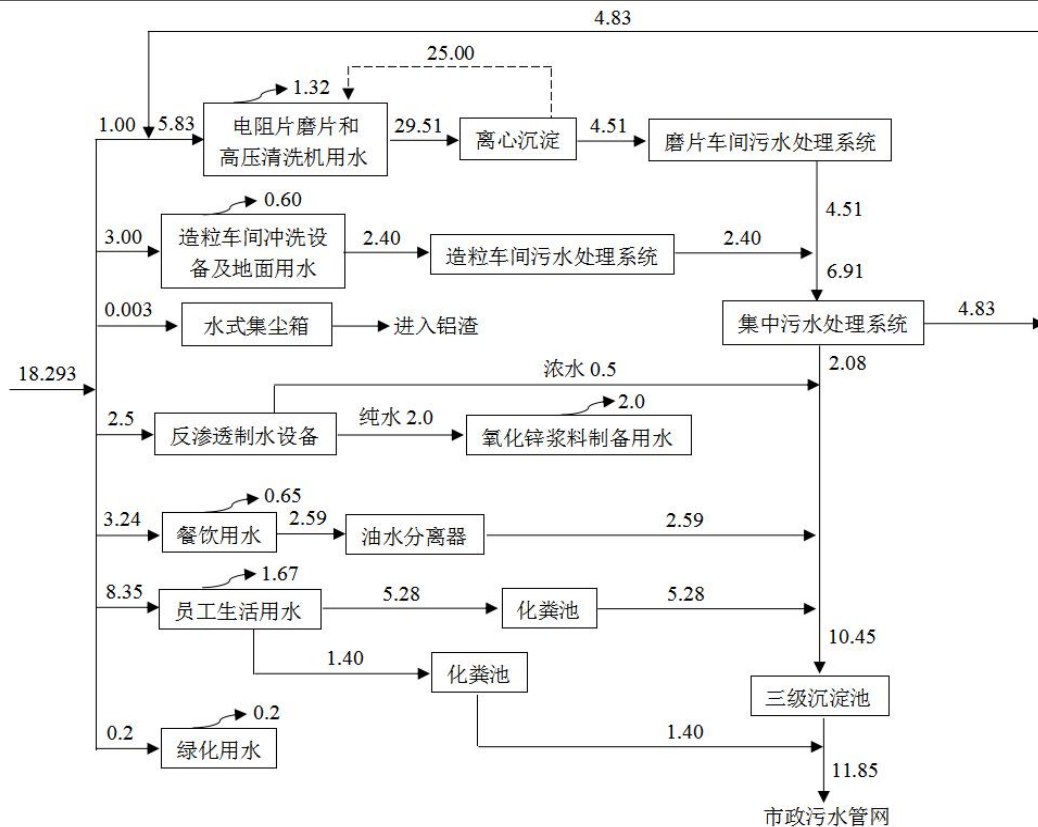 4.83
25.00
1.32
1.00
5.83
电阻片磨片和
高压清洗机用水
29.51
离心沉淀
4.51
磨片车间污水处理系统
4.51
0.60
3.00
造粒车间冲洗设
备及地面用水
2.40
造粒车间污水处理系统
2.40
6.91
0.003
水式集尘箱
进入铝渣
集中污水处理系统
4.83
2.08
18.293
浓水 0.5
2.5
反渗透制水设备
纯水 2.0
2.0
氧化锌浆料制备用水
0.65
3.24
餐饮用水
2.59
油水分离器
2.59
1.67
8.35
员工生活用水
5.28
化粪池
5.28
10.45
1.40
化粪池
三级沉淀池
0.2
0.2
绿化用水
1.40
11.85
市政污水管网